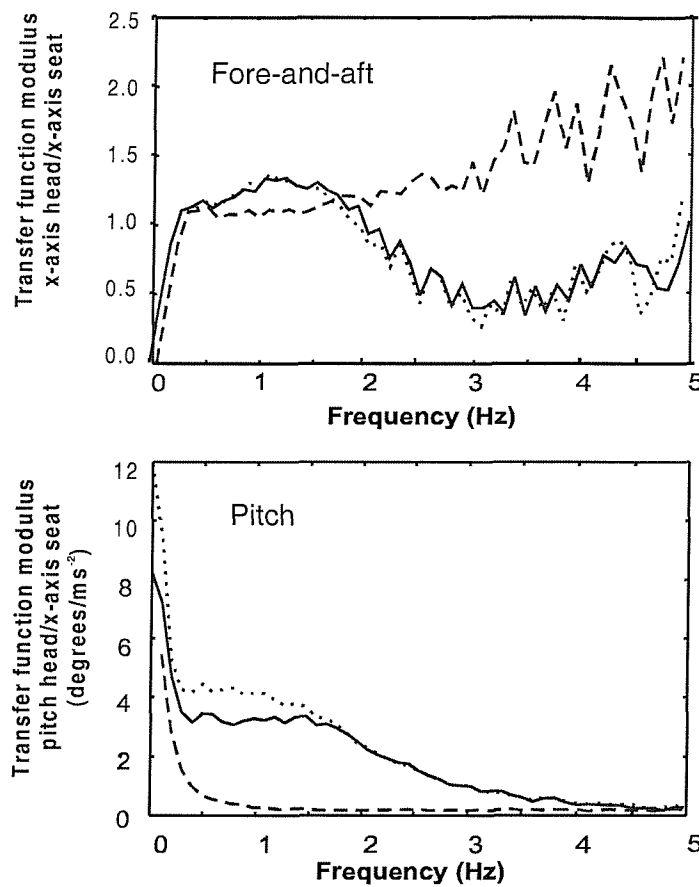 Transfer function modulus
x-axis head/x-axis seat
2.5
2.0
1.5
1.0
0.5
0.0
Fore-and-aft
0 1 2 3 4 5
Frequency (Hz)
Transfer function modulus
pitch head/x-axis seat
(degrees/ms-2)
12
10
8
6
4
2
0
Pitch
0 1 2 3 4 5
Frequency (Hz)